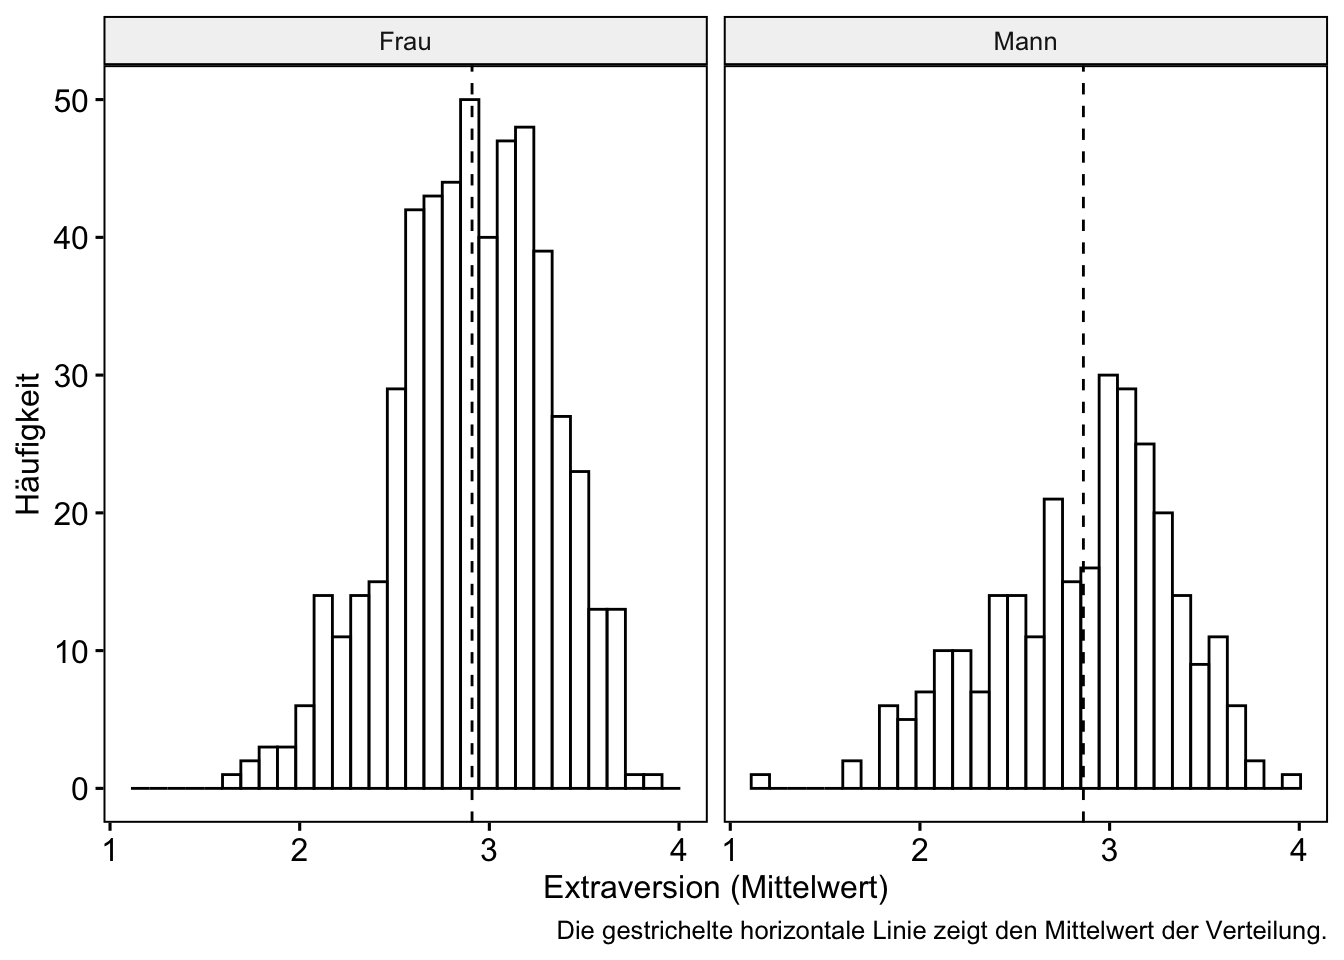 Frau
Mann
50
40
30
20
10
0
Häufigkeit
1 2 3 4
1 2 3 4
Extraversion (Mittelwert)
Die gestrichelte horizontale Linie zeigt den Mittelwert der Verteilung.